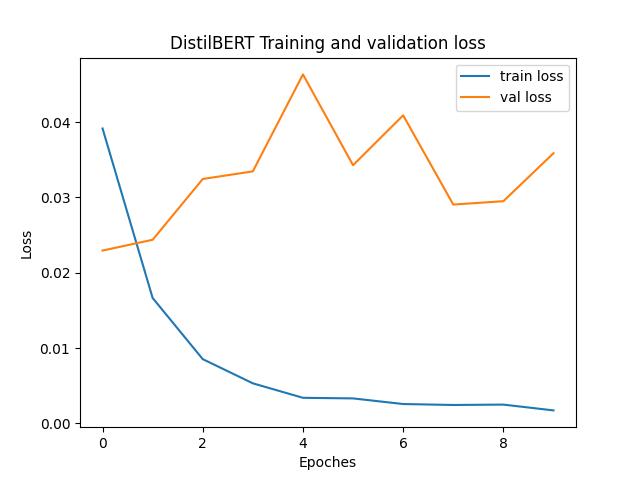 DistilBERT Training and validation loss
train loss
val loss
0.04
0.03
0.02
0.01
0.00
Loss
0 2 4 6 8
Epoches